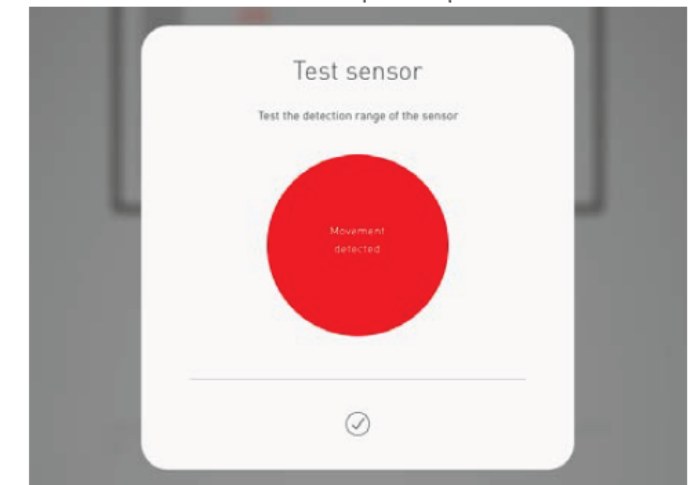 Test sensor
Test the detection range of the sensor
Movement
detected